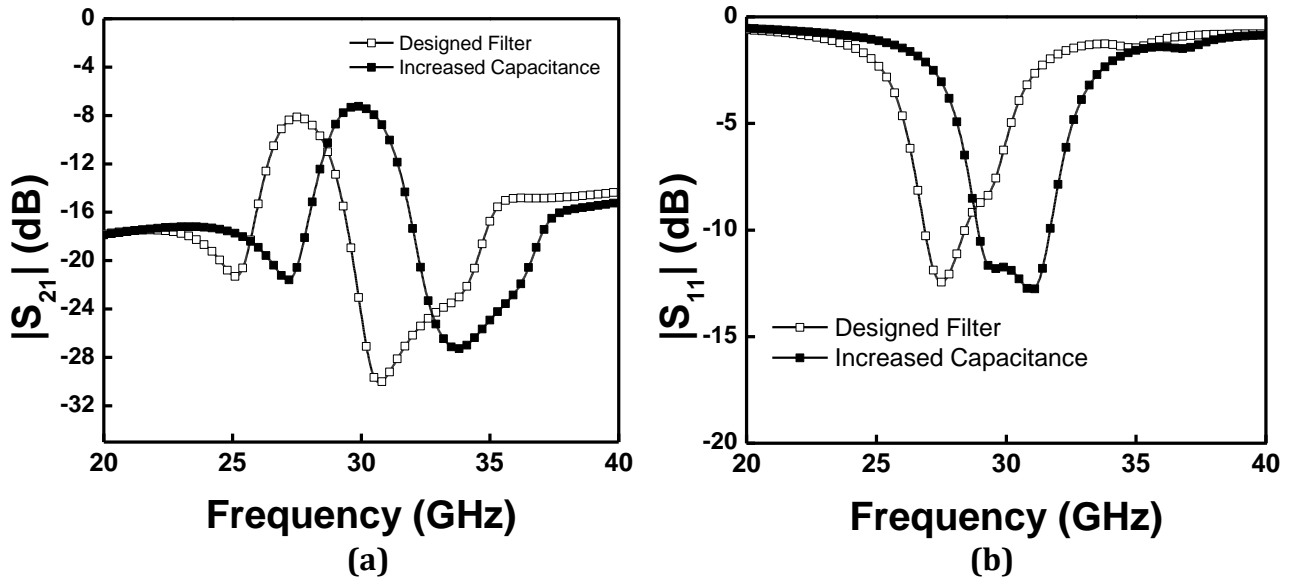 0
-4
-8
-12
-16
-20
-24
-28
-32
|S21| (dB)
Designed Filter
Increased Capacitance
20 25 30 35 40
Frequency (GHz)
(a)
0
-5
-10
-15
-20
|S11| (dB)
Designed Filter
Increased Capacitance
20 25 30 35 40
Frequency (GHz)
(b)